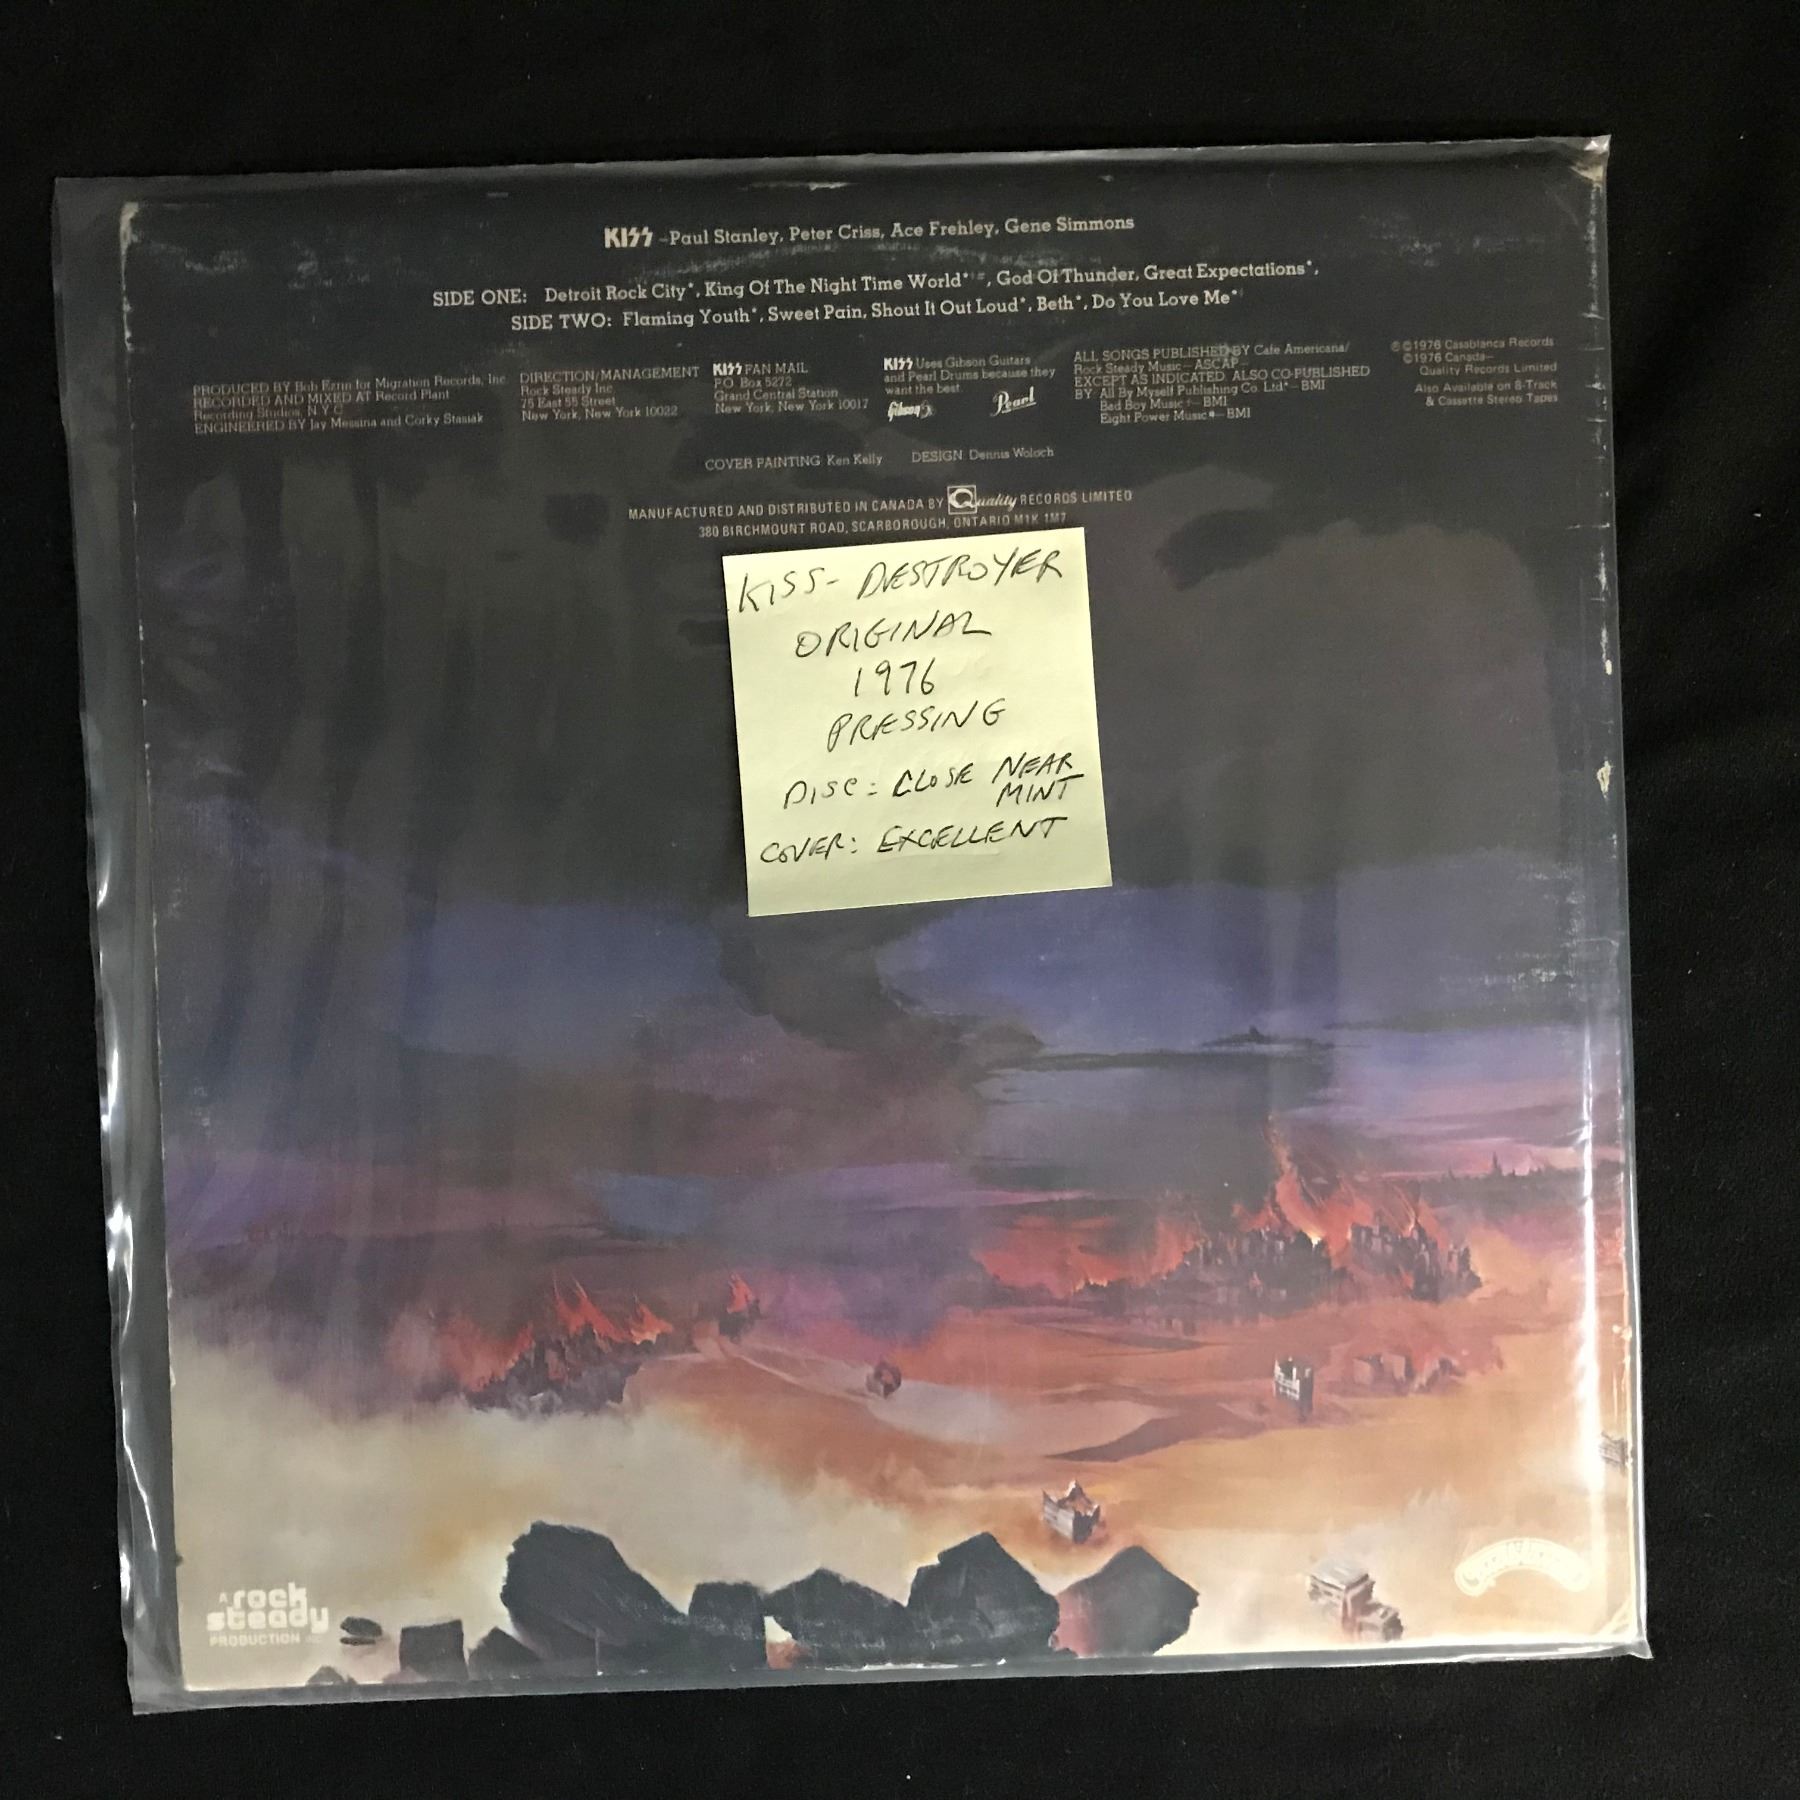 KISS -Paul Stanley, Peter Criss, Ace Frehley, Gene Simmons
SIDE ONE: Detroit Rock City*, King Of The Night Time World*+#, God Of Thunder, Great Expectations*,
SIDE TWO: Flaming Youth*, Sweet Pain, Shout It Out Loud*, Beth*, Do You Love Me*
PRODUCED BY Bob Ezrin for Migration Records, Inc.
RECORDED AND MIXED AT Record Plant
Recording Studios, N.Y.C.
ENGINEERED BY Jay Messina and Corky Stasiak
DIRECTION/MANAGEMENT
Rock Steady Inc.
75 East 55 Street
New York, New York 10022
KISS FAN MAIL
P.O. Box 5272
Grand Central Station
New York, New York 10017
KISS Uses Gibson Guitars
and Pearl Drums because they
want the best.
Gibson Pearl
ALL SONGS PUBLISHED BY Cafe Americana/
Rock Steady Music—ASCAP
EXCEPT AS INDICATED. ALSO CO-PUBLISHED
BY: All By Myself Publishing Co. Ltd*—BMI
Bad Boy Music +—BMI
Eight Power Music #—BMI
℗©1976 Casablanca Records
©1976 Canada—
Quality Records Limited
Also Available on 8-Track
& Cassette Stereo Tapes
COVER PAINTING Ken Kelly DESIGN Dennis Woloch
MANUFACTURED AND DISTRIBUTED IN CANADA BY Quality RECORDS LIMITED
380 BIRCHMOUNT ROAD, SCARBOROUGH, ONTARIO M1K 1M7
KISS- DESTROYER
ORIGINAL
1976
PRESSING
DISC: CLOSE NEAR
MINT
COVER: EXCELLENT
A rock
steady
PRODUCTION INC
Casablanca